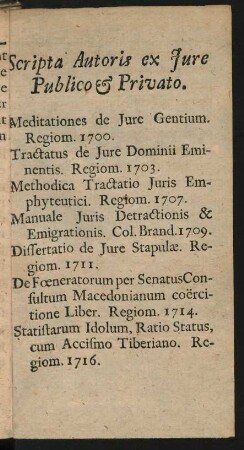 Scripta Autoris ex Jure
Publico & Privato.
Meditationes de Jure Gentium.
Regiom. 1700.
Tractatus de Jure Dominii Emi-
nentis. Regiom. 1703.
Methodica Tractatio Juris Em-
phyteutici. Regiom. 1707.
Manuale Juris Detractionis &
Emigrationis. Col. Brand. 1709.
Dissertatio de Jure Stapulæ. Re-
giom. 1711.
De Fœneratorum per SenatusCon-
sultum Macedonianum coërci-
tione Liber. Regiom. 1714.
Statistarum Idolum, Ratio Status,
cum Accismo Tiberiano. Re-
giom. 1716.